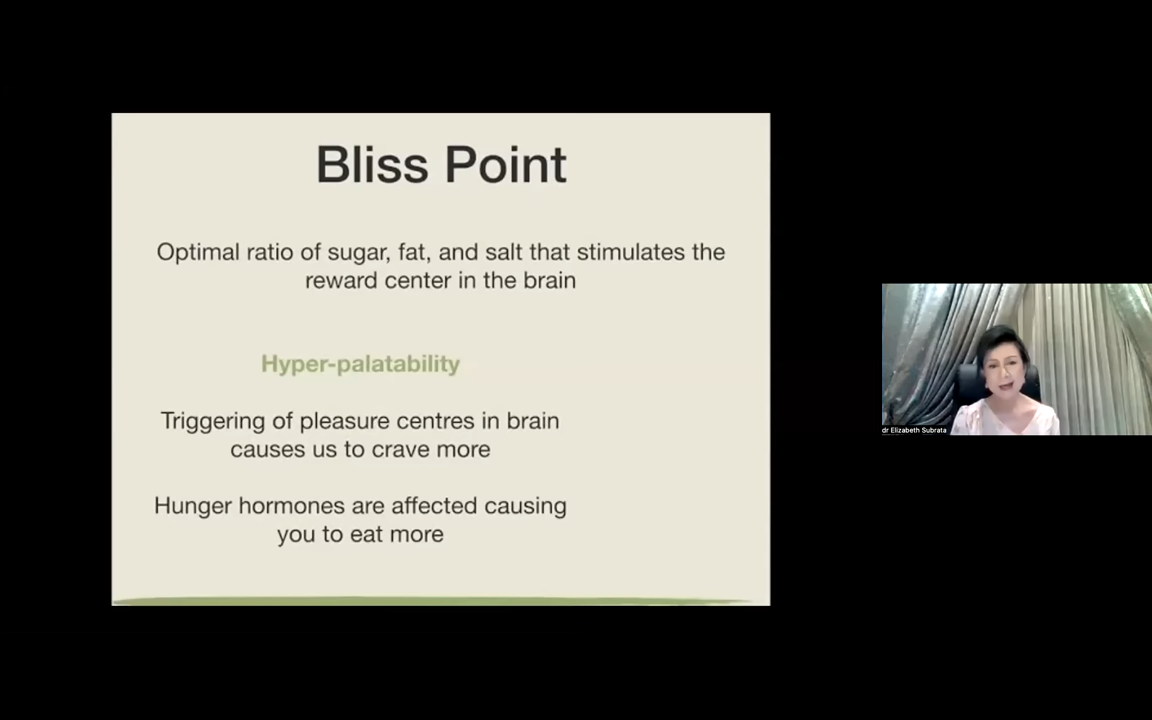 Bliss Point
Optimal ratio of sugar, fat, and salt that stimulates the
reward center in the brain
Hyper-palatability
Triggering of pleasure centres in brain
causes us to crave more
Hunger hormones are affected causing
you to eat more
dr Elizabeth Subrata